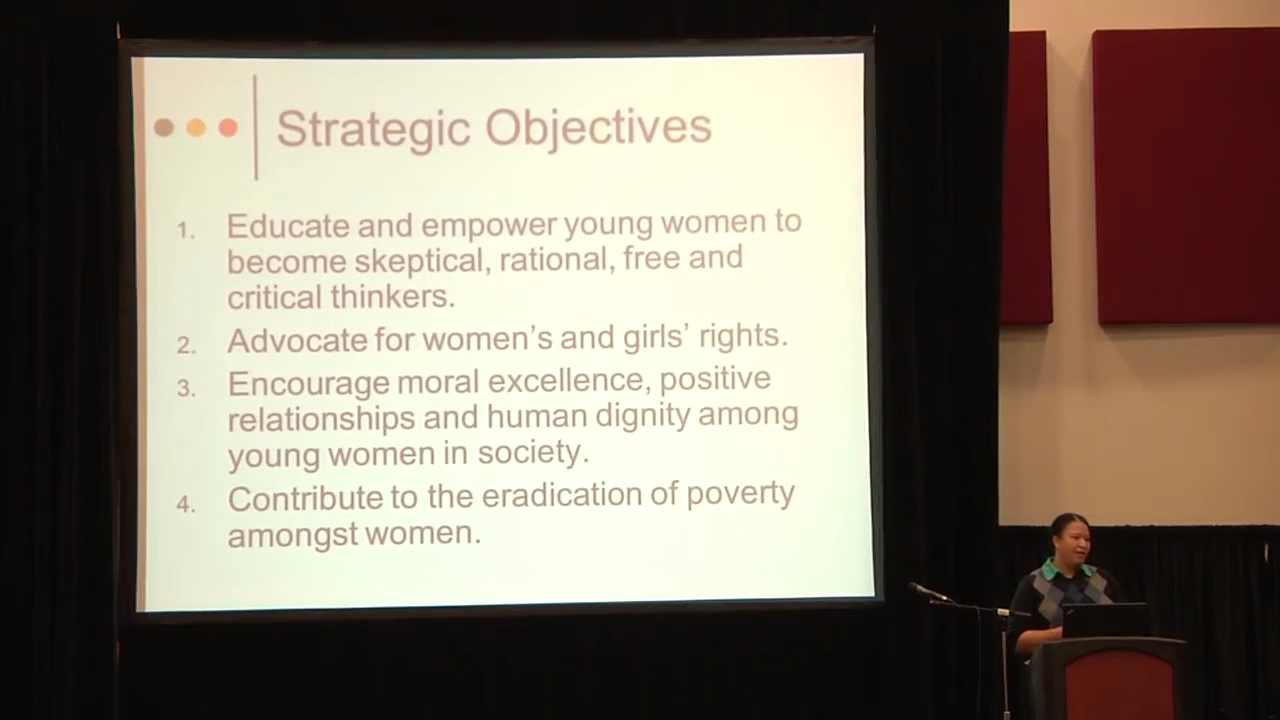 Strategic Objectives
1. Educate and empower young women to
become skeptical, rational, free and
critical thinkers.
2. Advocate for women's and girls' rights.
3. Encourage moral excellence, positive
relationships and human dignity among
young women in society.
4. Contribute to the eradication of poverty
amongst women.